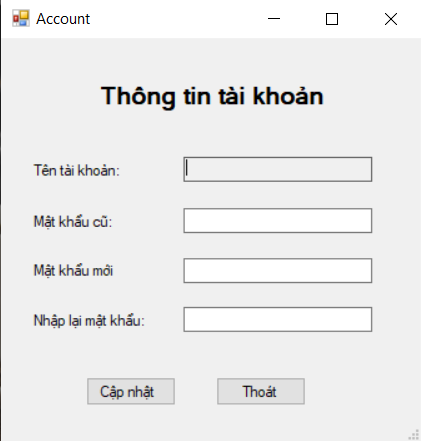 Account
Thông tin tài khoản
Tên tài khoản:
Mật khẩu cũ:
Mật khẩu mới
Nhập lại mật khẩu:
Cập nhật
Thoát